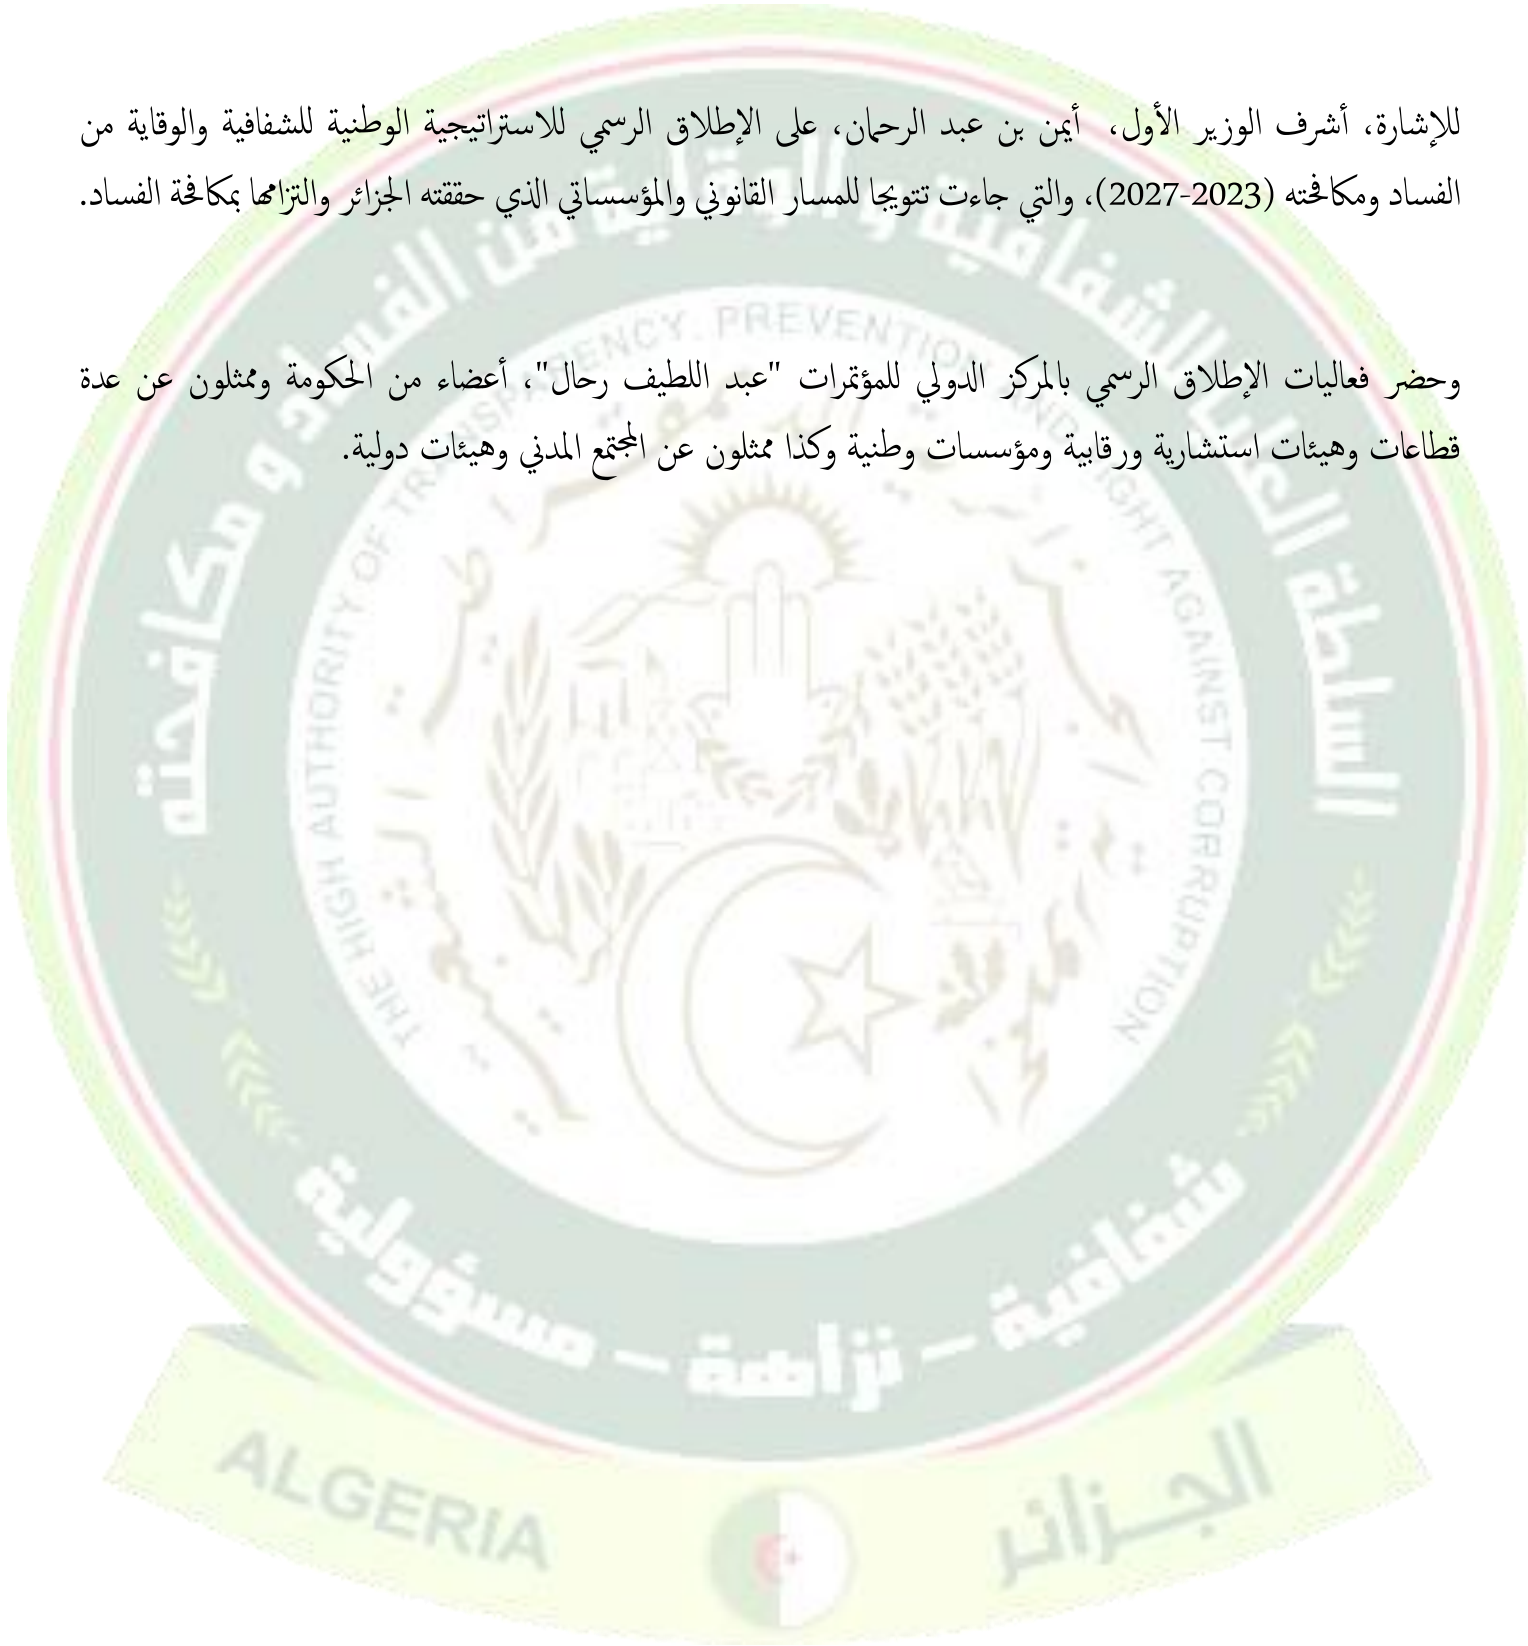 للإشارة، أشرف الوزير الأول، أيمن بن عبد الرحمان، على الإطلاق الرسمي للاستراتيجية الوطنية للشفافية والوقاية من
الفساد ومكافحته (2023-2027)، والتي جاءت تتويجا للمسار القانوني والمؤسساتي الذي حققته الجزائر والتزامها بمكافحة الفساد.
وحضر فعاليات الإطلاق الرسمي بالمركز الدولي للمؤتمرات "عبد اللطيف رحال"، أعضاء من الحكومة وممثلون عن عدة
قطاعات وهيئات استشارية ورقابية ومؤسسات وطنية وكذا ممثلون عن المجتمع المدني وهيئات دولية.
السلطة العليا للشفافية والوقاية من الفساد و مكافحته
THE HIGH AUTHORITY OF TRANSPARENCY, PREVENTION AND FIGHT AGAINST CORRUPTION
شفافية – نزاهة – مسؤولية
ALGERIA
الجـزائر